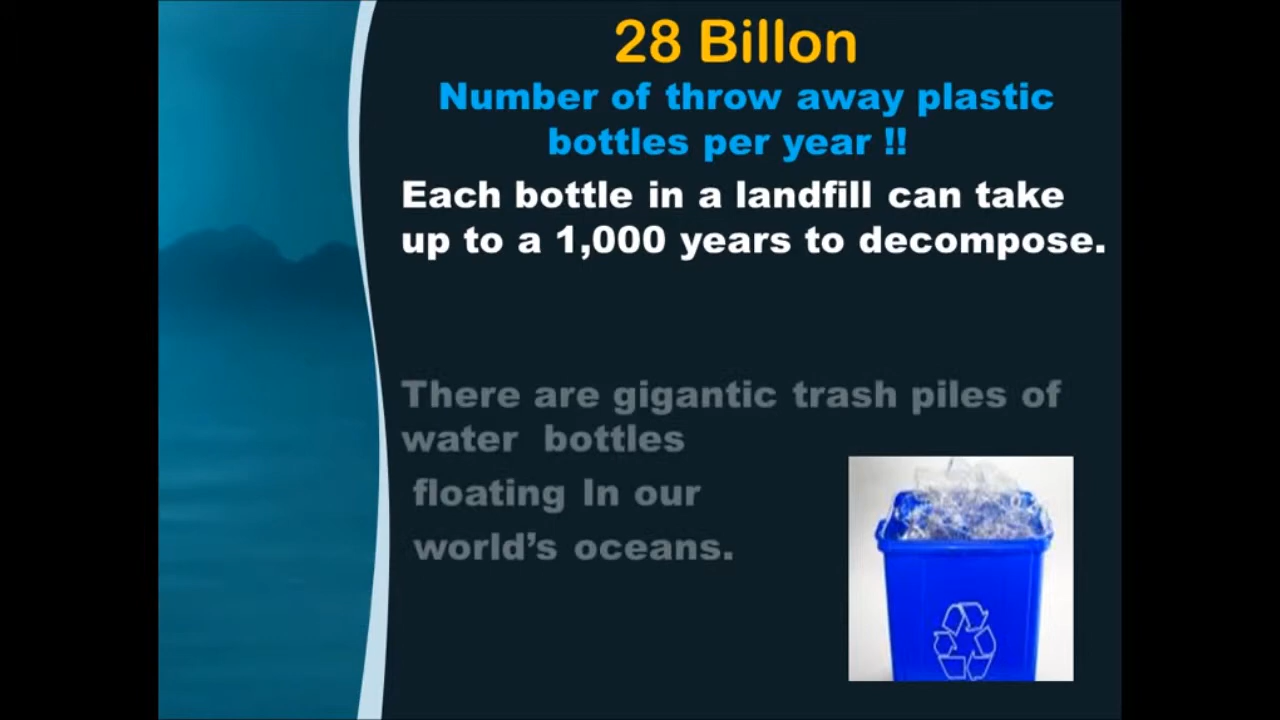 28 Billon
Number of throw away plastic
bottles per year !!
Each bottle in a landfill can take
up to a 1,000 years to decompose.
There are gigantic trash piles of
water bottles
floating In our
world's oceans.